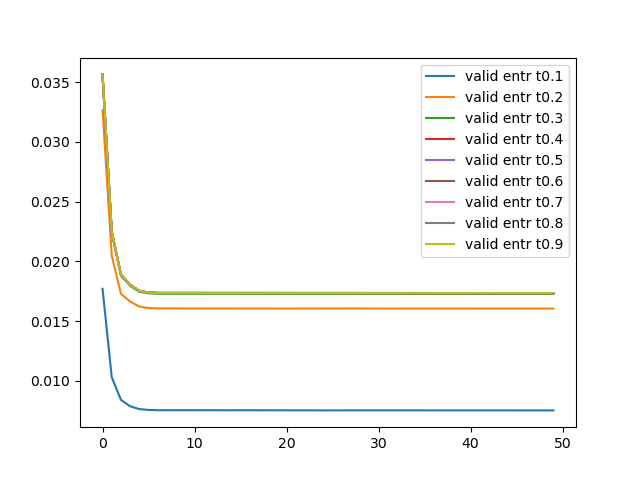 0.035
0.030
0.025
0.020
0.015
0.010
0
10
20
30
40
50
valid entr t0.1
valid entr t0.2
valid entr t0.3
valid entr t0.4
valid entr t0.5
valid entr t0.6
valid entr t0.7
valid entr t0.8
valid entr t0.9